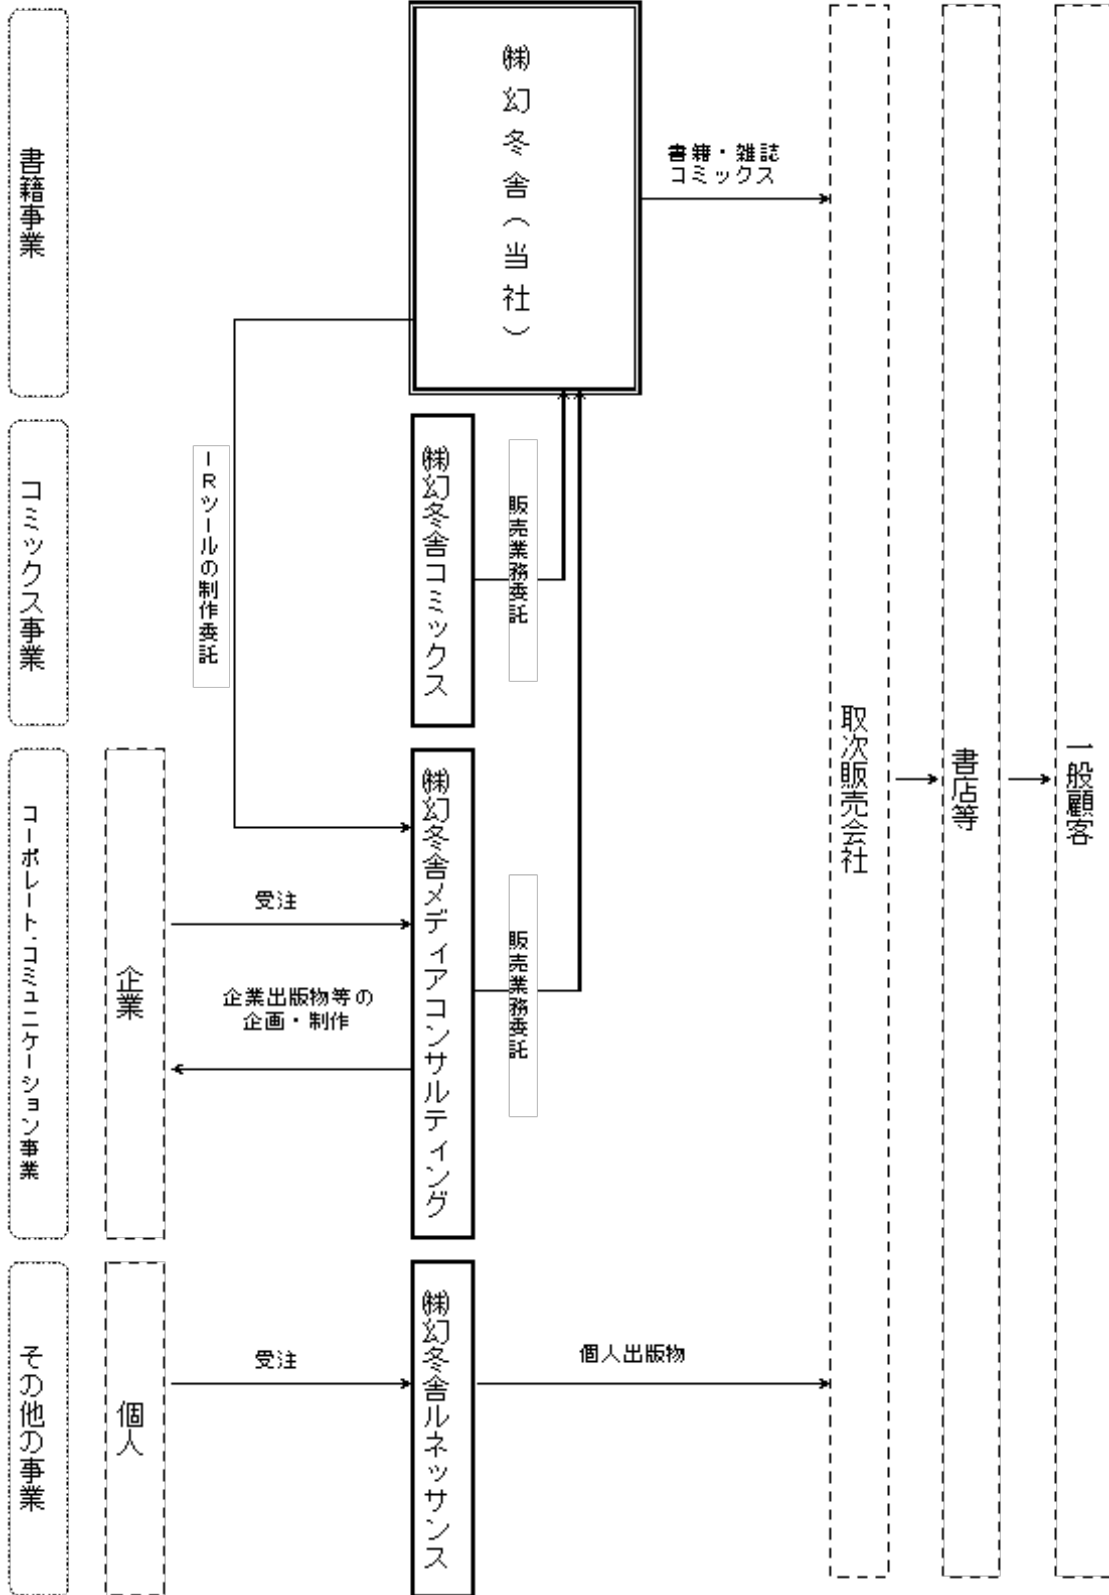 書籍事業
㈱幻冬舎（当社）
書籍・雑誌
コミックス
コミックス事業
IRツールの制作委託
㈱幻冬舎コミックス
販売業務委託
コーポレート・コミュニケーション事業
企業
受注
企業出版物等の
企画・制作
㈱幻冬舎メディアコンサルティング
販売業務委託
その他の事業
個人
受注
㈱幻冬舎ルネッサンス
個人出版物
取次販売会社
書店等
一般顧客